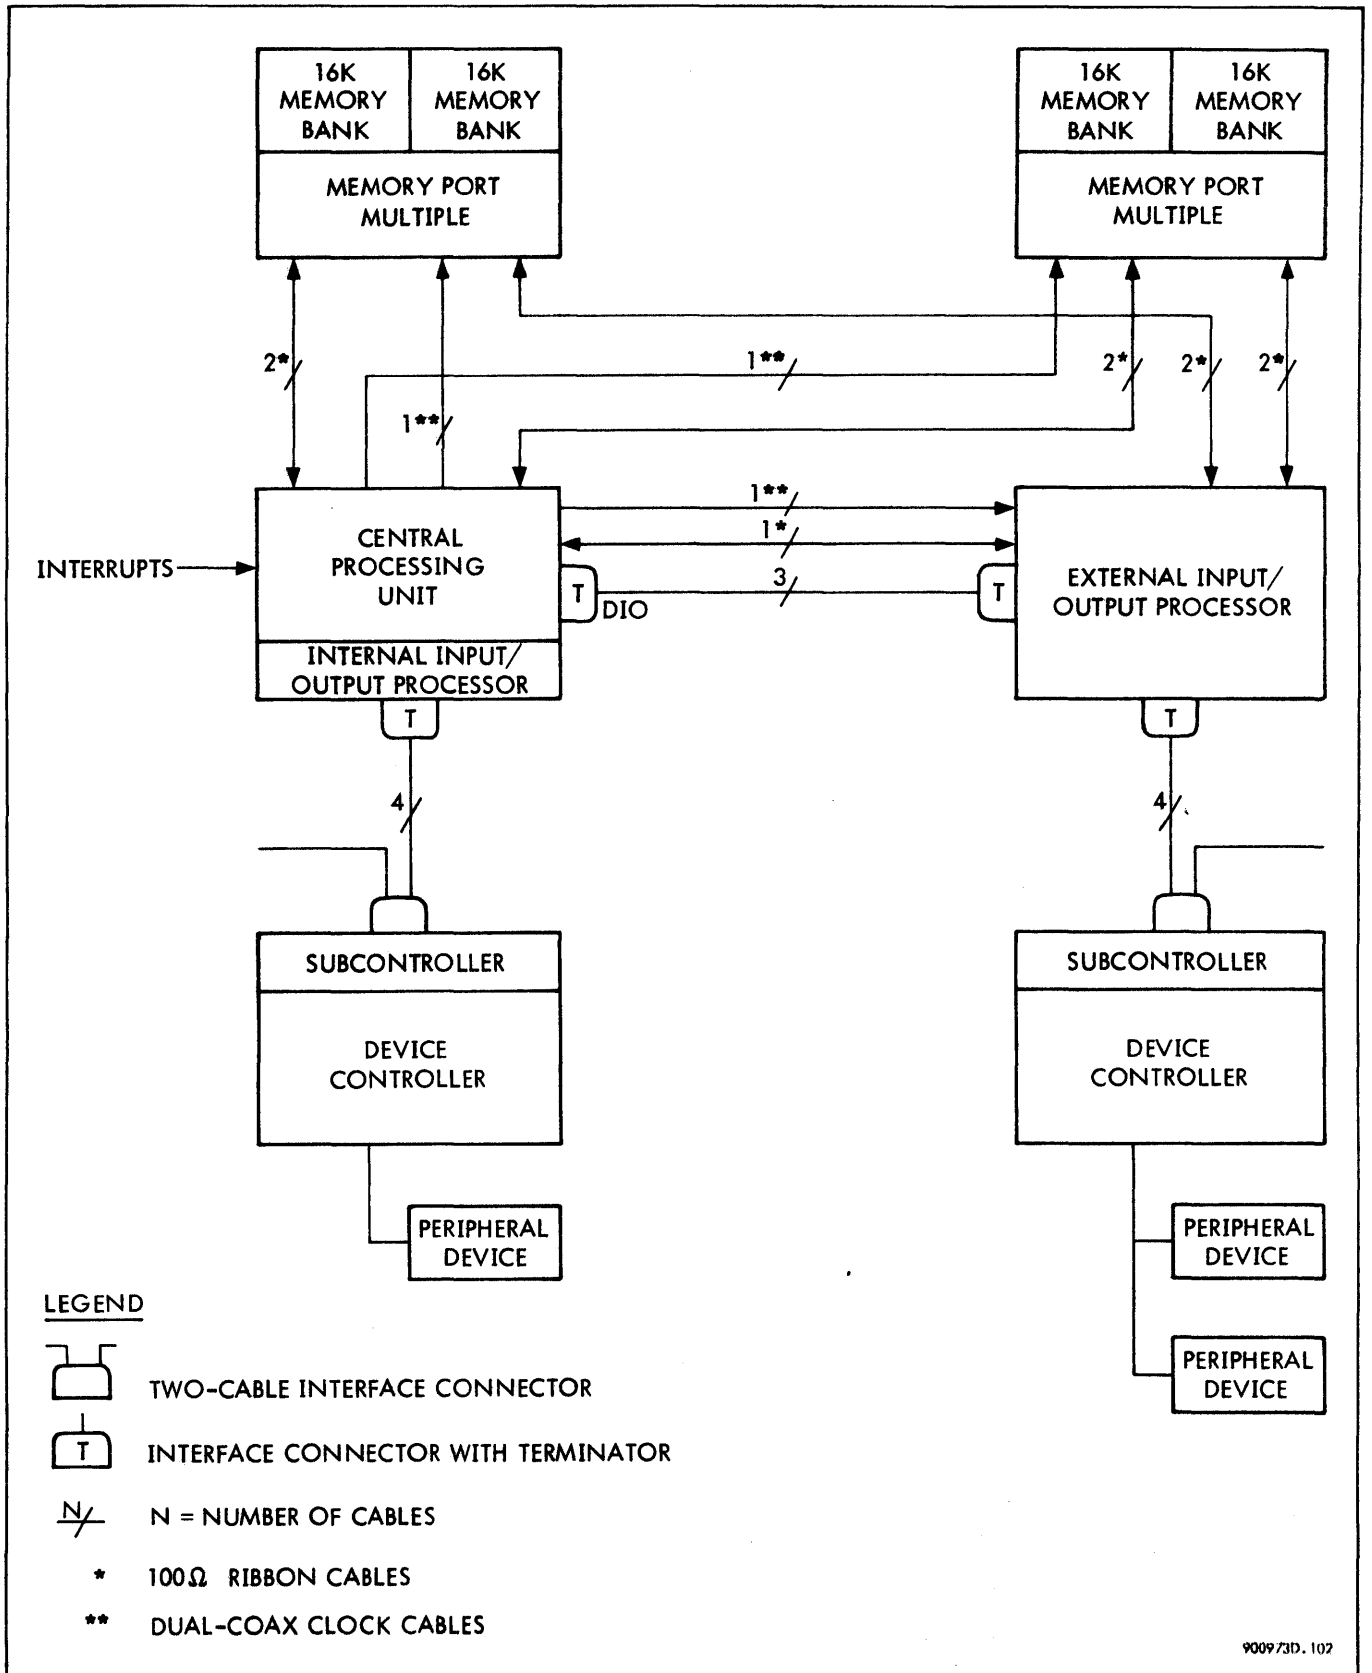 16K
MEMORY
BANK
16K
MEMORY
BANK
MEMORY PORT
MULTIPLE
16K
MEMORY
BANK
16K
MEMORY
BANK
MEMORY PORT
MULTIPLE
2*
1**
1**
2*
2*
2*
INTERRUPTS
CENTRAL
PROCESSING
UNIT
INTERNAL INPUT/
OUTPUT PROCESSOR
1**
1*
3
T
DIO
T
EXTERNAL INPUT/
OUTPUT PROCESSOR
T
T
4
4
SUBCONTROLLER
DEVICE
CONTROLLER
SUBCONTROLLER
DEVICE
CONTROLLER
PERIPHERAL
DEVICE
PERIPHERAL
DEVICE
PERIPHERAL
DEVICE
LEGEND
TWO-CABLE INTERFACE CONNECTOR
T INTERFACE CONNECTOR WITH TERMINATOR
N/ N = NUMBER OF CABLES
* 100Ω RIBBON CABLES
** DUAL-COAX CLOCK CABLES
900973D.102